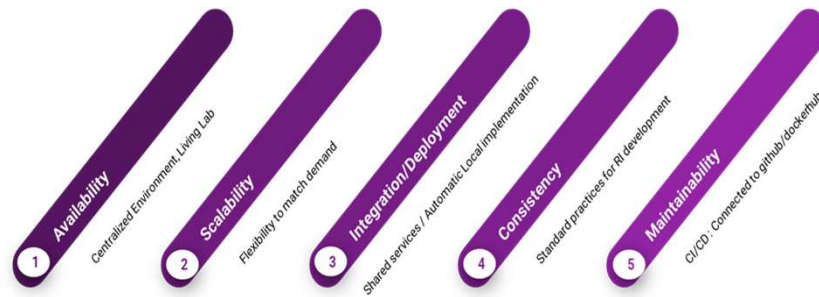 1
Availability
Centralized Environment, Living Lab
2
Scalability
Flexibility to match demand
3
Integration/Deployment
Shared services / Automatic Local implementation
4
Consistency
Standard practices for RI development
5
Maintainability
CI/CD : Connected to github/dockerhub